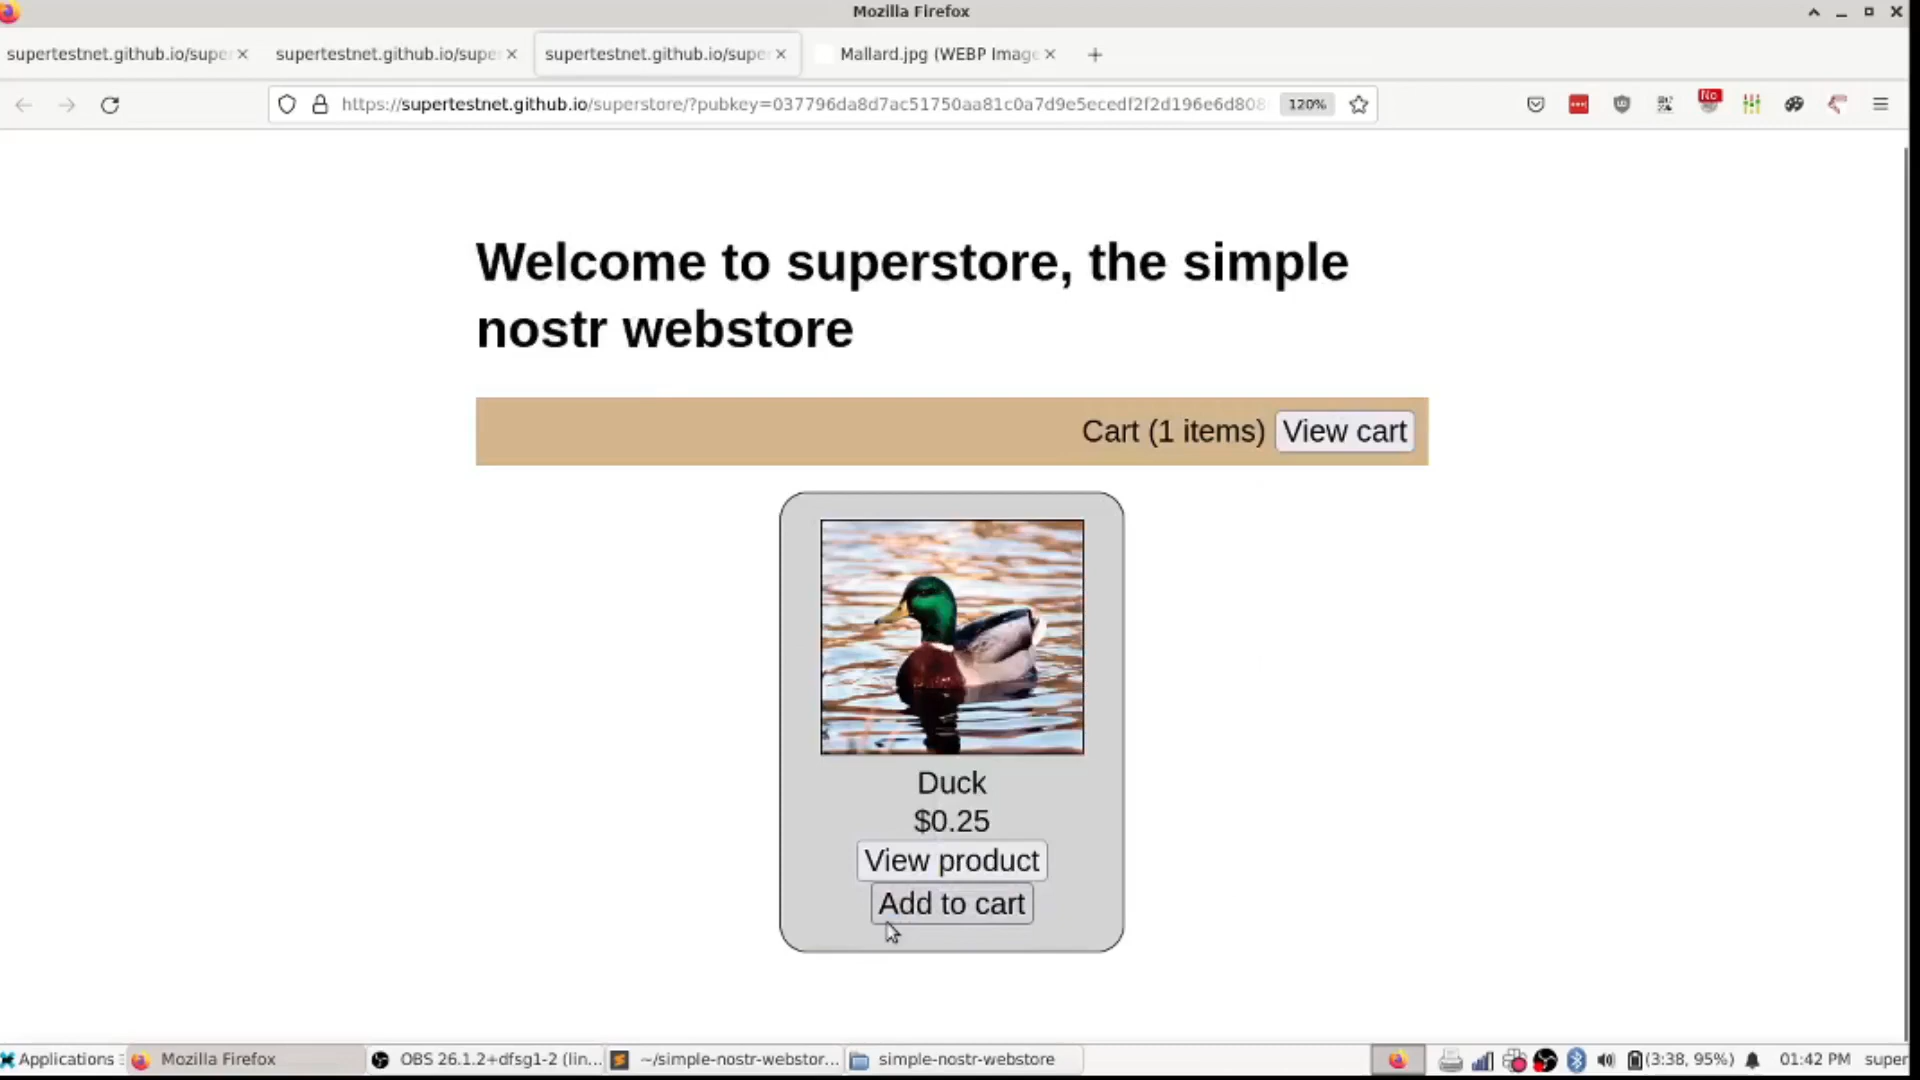 Mozilla Firefox
supertestnet.github.io/supe
supertestnet.github.io/supe
supertestnet.github.io/supe
Mallard.jpg (WEBP Image
https://supertestnet.github.io/superstore/?pubkey=037796da8d7ac51750aa81c0a7d9e5ecedf2f2d196e6d808
120%
No
Welcome to superstore, the simple
nostr webstore
Cart (1 items) View cart
Duck
$0.25
View product
Add to cart
Applications
Mozilla Firefox
OBS 26.1.2+dfsg1-2 (lin...
~/simple-nostr-webstor...
simple-nostr-webstore
(3:38, 95%)
01:42 PM
super